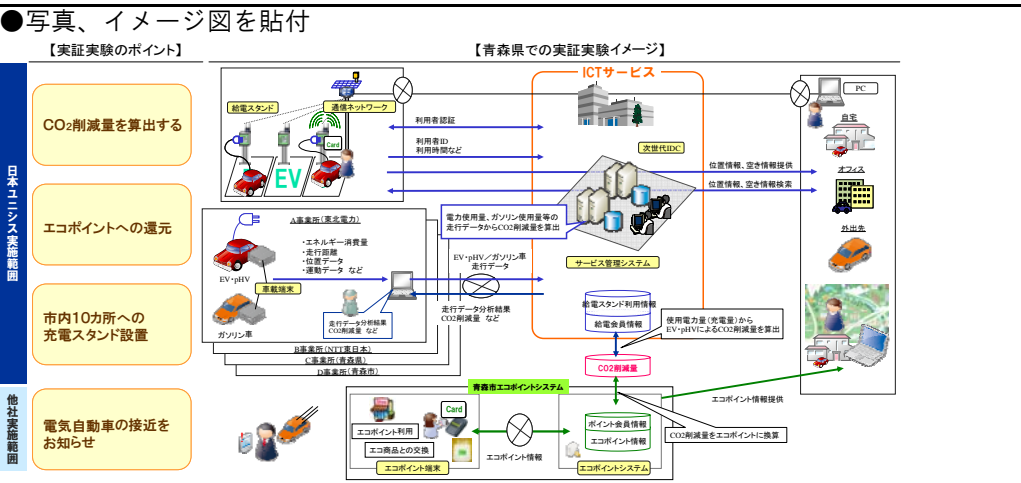 ●写真、イメージ図を貼付
【実証実験のポイント】
【青森県での実証実験イメージ】
日本ユニシス実施範囲
CO2削減量を算出する
エコポイントへの還元
市内10カ所への
充電スタンド設置
他社実施範囲
電気自動車の接近を
お知らせ
給電スタンド
通信ネットワーク
Card
EV
利用者認証
利用者ID
利用時間など
ICTサービス
次世代IDC
電力使用量、ガソリン使用量等の
走行データからCO2削減量を算出
サービス管理システム
位置情報、空き情報提供
位置情報、空き情報検索
PC
自宅
オフィス
外出先
A事業所（東北電力）
・エネルギー消費量
・走行距離
・位置データ
・運動データ など
EV・pHV
車載端末
ガソリン車
走行データ分析結果
CO2削減量 など
B事業所（NTT東日本）
C事業所（青森県）
D事業所（青森市）
EV・pHV／ガソリン車
走行データ
走行データ分析結果
CO2削減量 など
給電スタンド利用情報
給電会員情報
使用電力量（充電量）から
EV・pHVによるCO2削減量を算出
CO2削減量
青森市エコポイントシステム
エコポイント利用
Card
エコ商品との交換
エコポイント端末
エコポイント情報
ポイント会員情報
エコポイント情報
エコポイントシステム
エコポイント情報提供
CO2削減量をエコポイントに換算